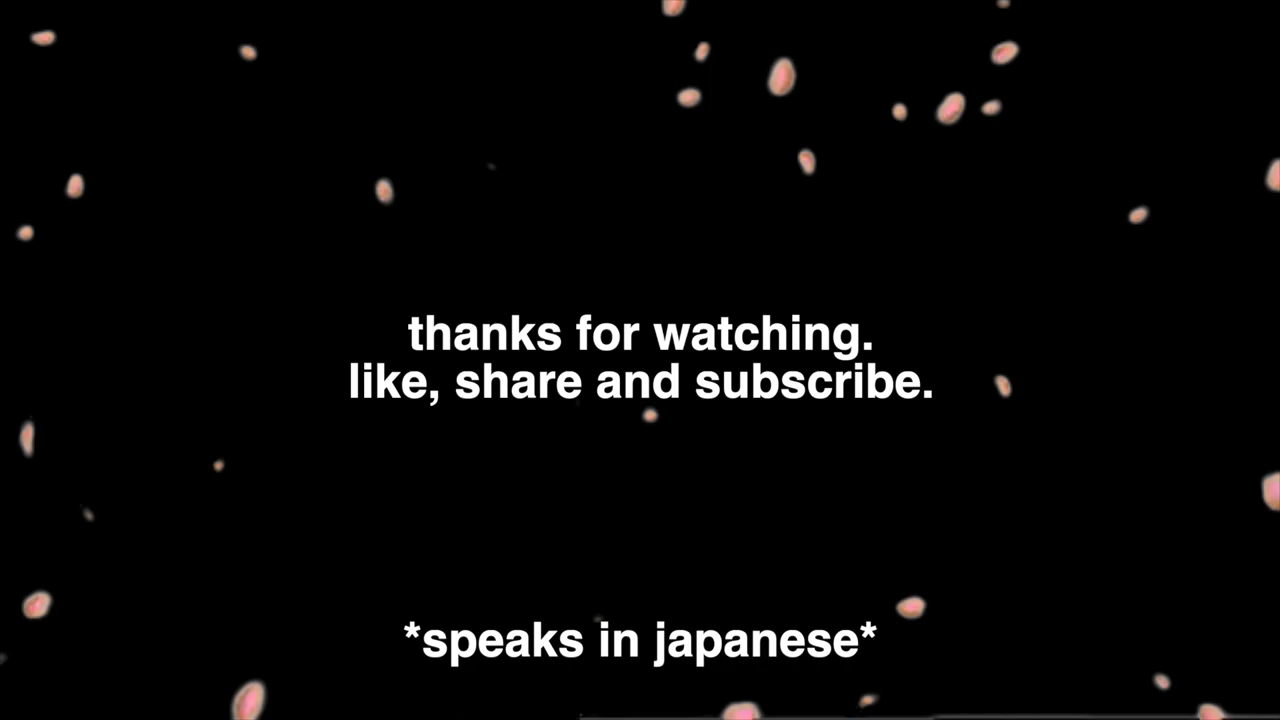 thanks for watching.
like, share and subscribe.
*speaks in japanese*